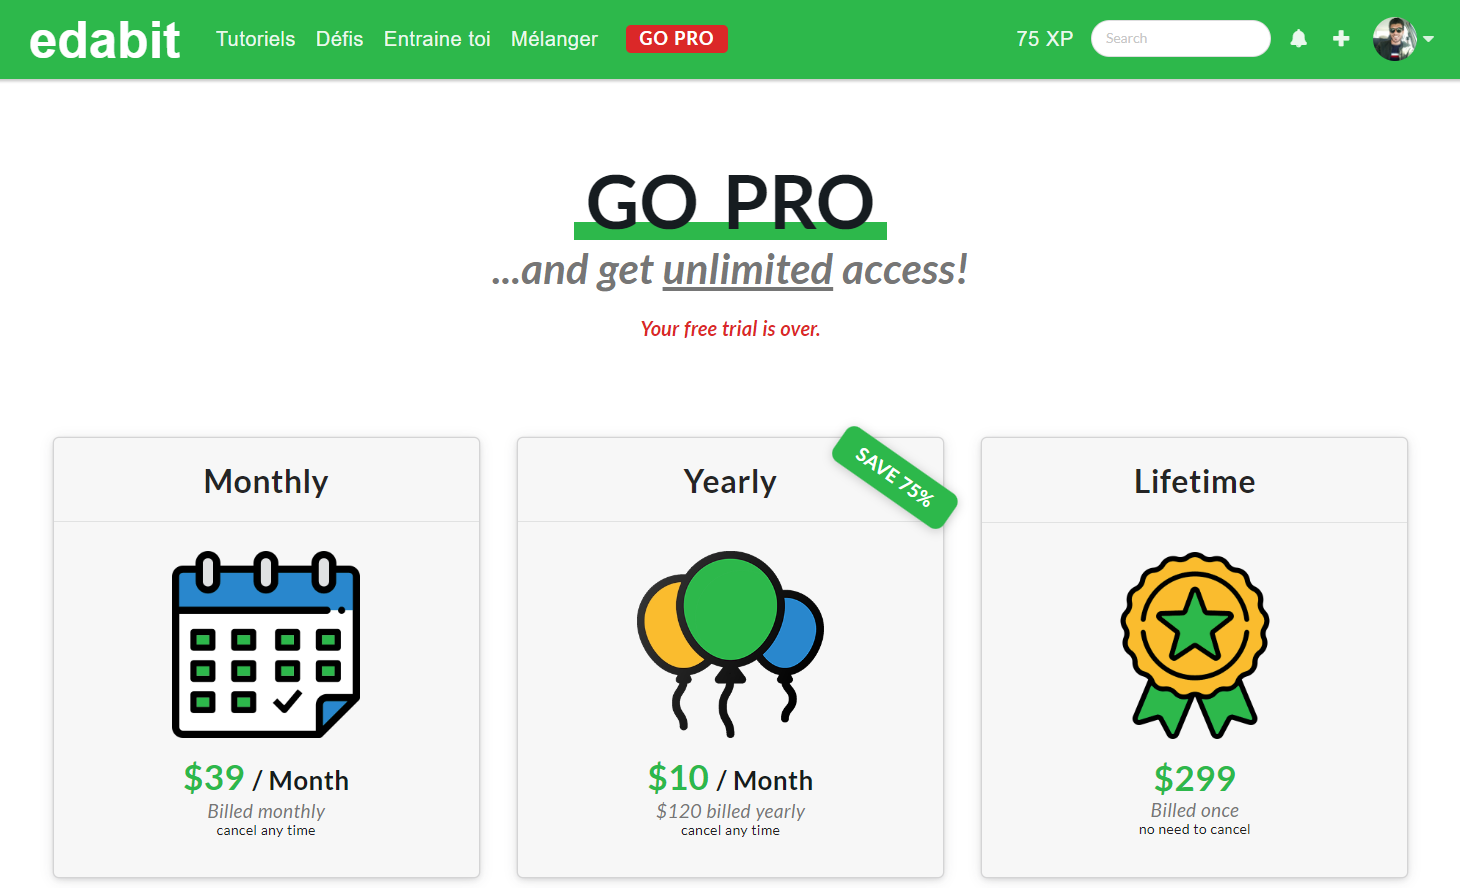 edabit Tutoriels Défis Entraine toi Mélanger GO PRO 75 XP Search
GO PRO
...and get unlimited access!
Your free trial is over.
Monthly
$39 / Month
Billed monthly
cancel any time
Yearly
SAVE 75%
$10 / Month
$120 billed yearly
cancel any time
Lifetime
$299
Billed once
no need to cancel